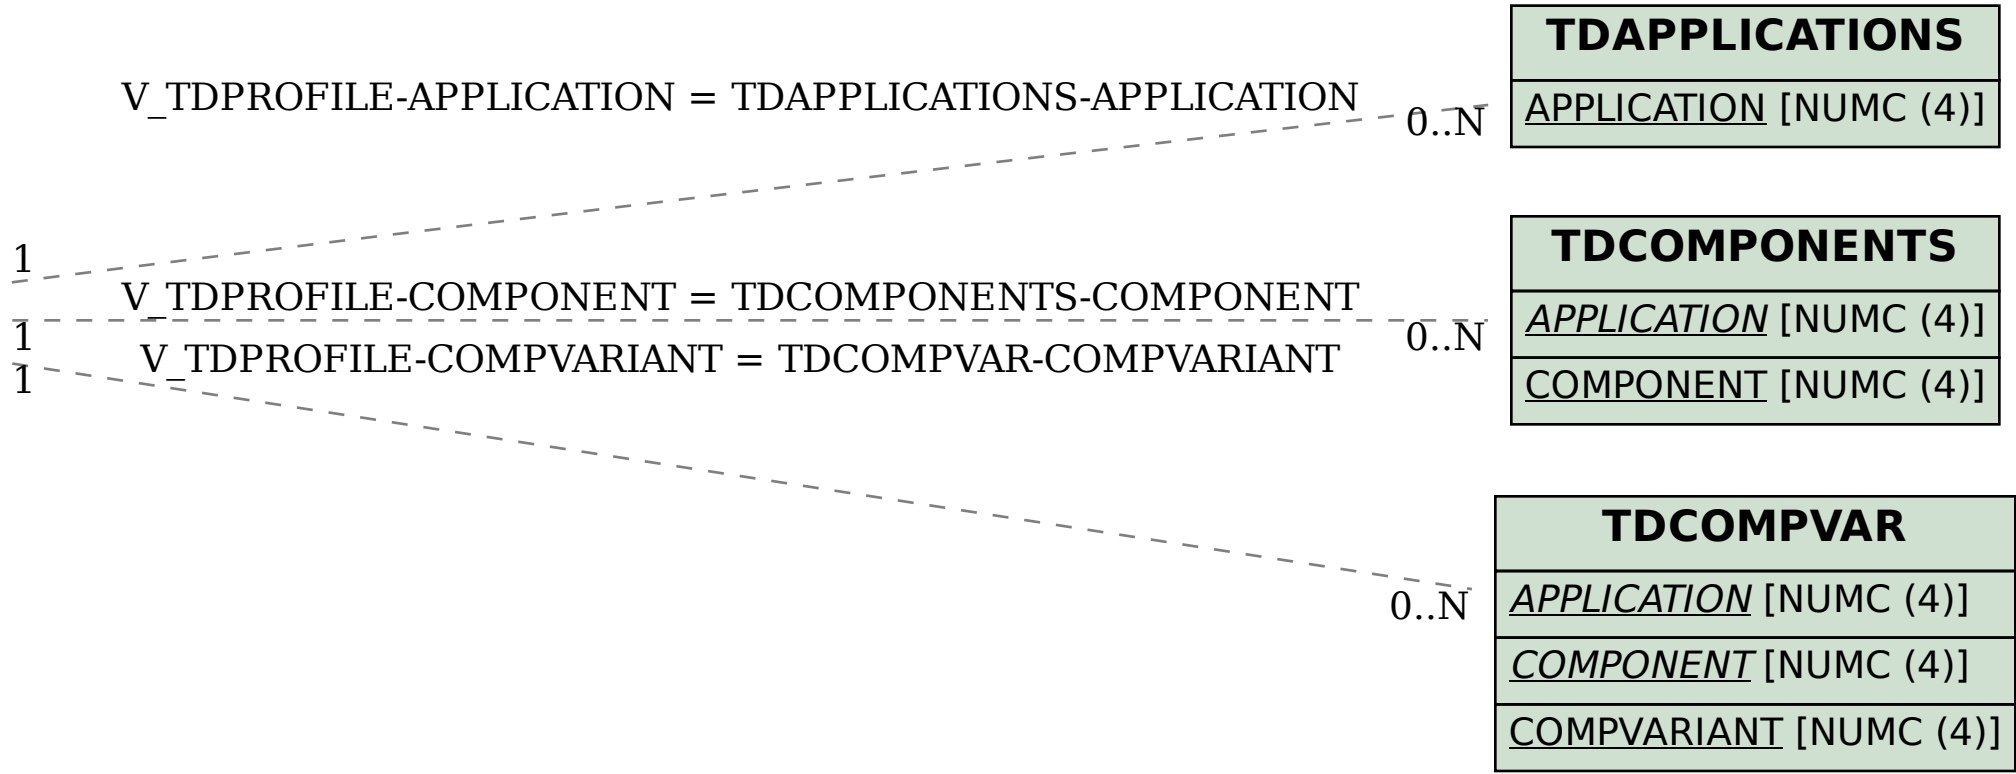 TDAPPLICATIONS
V_TDPROFILE-APPLICATION = TDAPPLICATIONS-APPLICATION
0..N
APPLICATION [NUMC (4)]
TDCOMPONENTS
1
V_TDPROFILE-COMPONENT = TDCOMPONENTS-COMPONENT
APPLICATION [NUMC (4)]
1
0..N
V_TDPROFILE-COMPVARIANT = TDCOMPVAR-COMPVARIANT
1
COMPONENT [NUMC (4)]
TDCOMPVAR
0..N
APPLICATION [NUMC (4)]
COMPONENT [NUMC (4)]
COMPVARIANT [NUMC (4)]